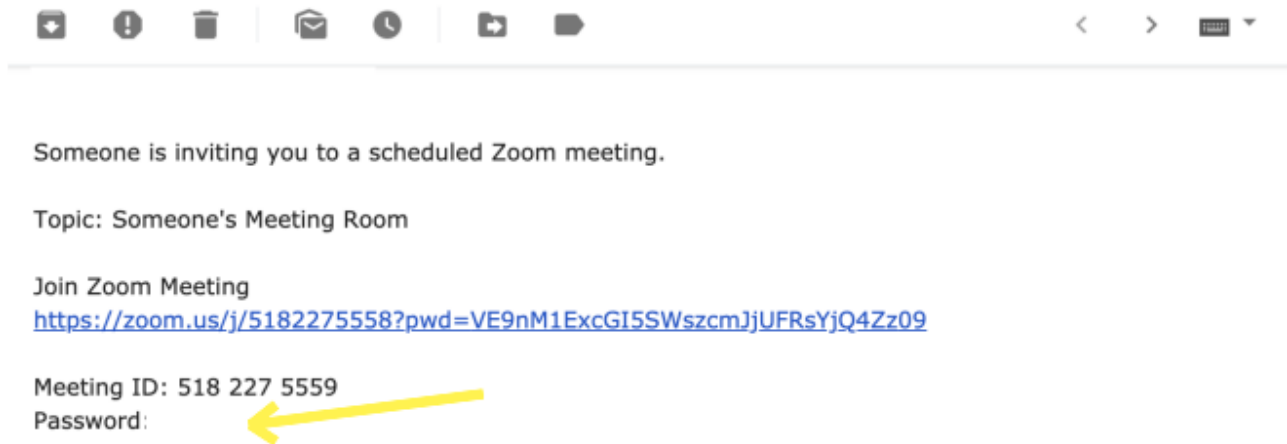 Someone is inviting you to a scheduled Zoom meeting.
Topic: Someone's Meeting Room
Join Zoom Meeting
https://zoom.us/j/5182275558?pwd=VE9nM1ExcGI5SWszcmJjUFRsYjQ4Zz09
Meeting ID: 518 227 5559
Password: